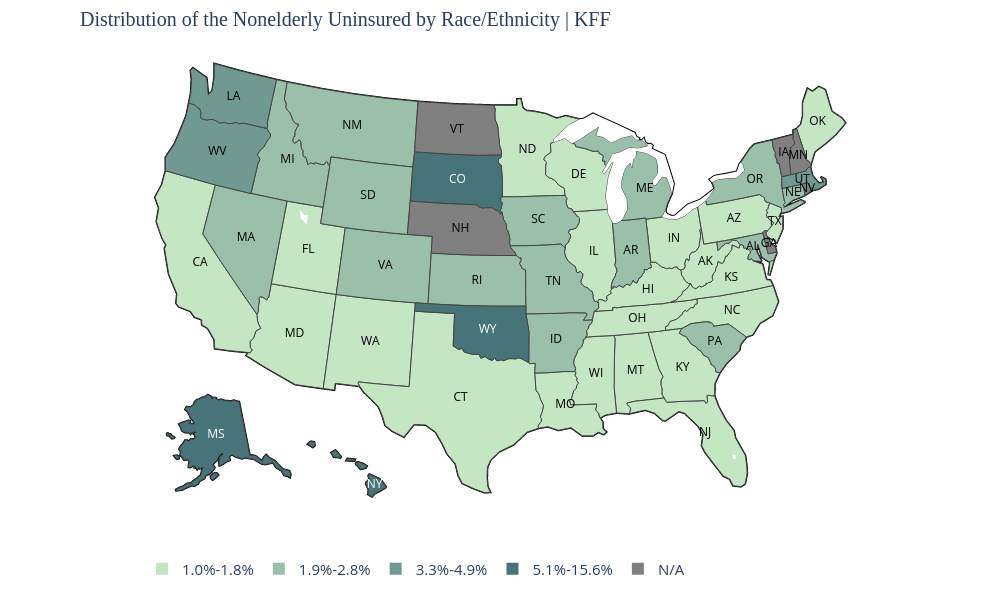 Distribution of the Nonelderly Uninsured by Race/Ethnicity | KFF
LA
OK
VT
NM
ND
IA
MN
WV
MI
DE
CO
OR
UT
ME
NV
NE
SD
SC
AZ
TX
NH
MA
IN
GA
FL
AL
AR
IL
CA
AK
VA
KS
RI
TN
HI
NC
OH
WY
MD
ID
WA
PA
KY
MT
WI
CT
MO
NJ
MS
NY
1.0%-1.8% 1.9%-2.8% 3.3%-4.9% 5.1%-15.6% N/A